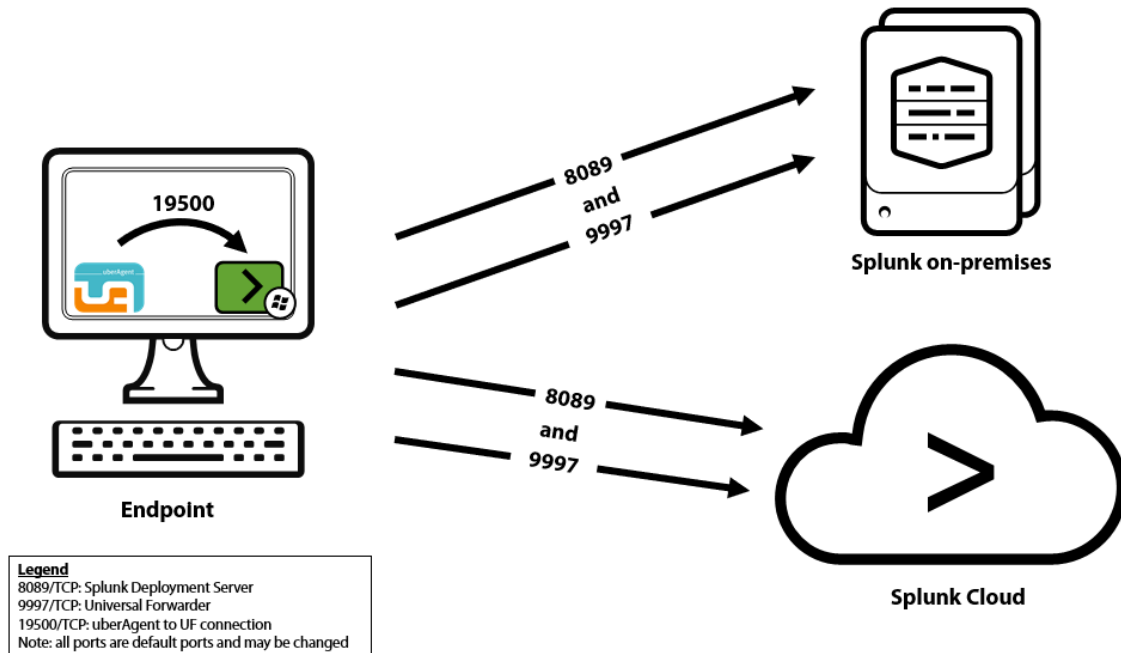 19500
uberAgent
Endpoint
8089
and
9997
Splunk on-premises
8089
and
9997
Splunk Cloud
Legend
8089/TCP: Splunk Deployment Server
9997/TCP: Universal Forwarder
19500/TCP: uberAgent to UF connection
Note: all ports are default ports and may be changed